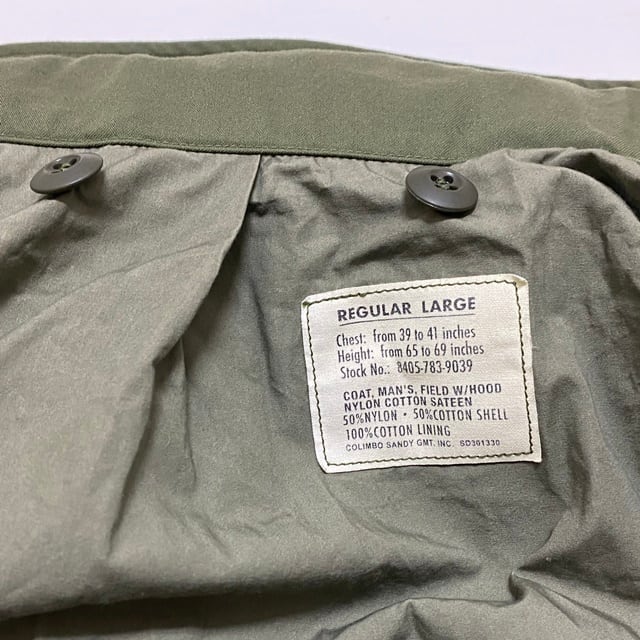 REGULAR LARGE
Chest: from 39 to 41 inches
Height: from 65 to 69 inches
Stock No.: 8405-783-9039
COAT, MAN'S, FIELD W/HOOD
NYLON COTTON SATEEN
50%NYLON · 50%COTTON SHELL
100%COTTON LINING
COLIMBO SANDY GMT. INC. SD361330